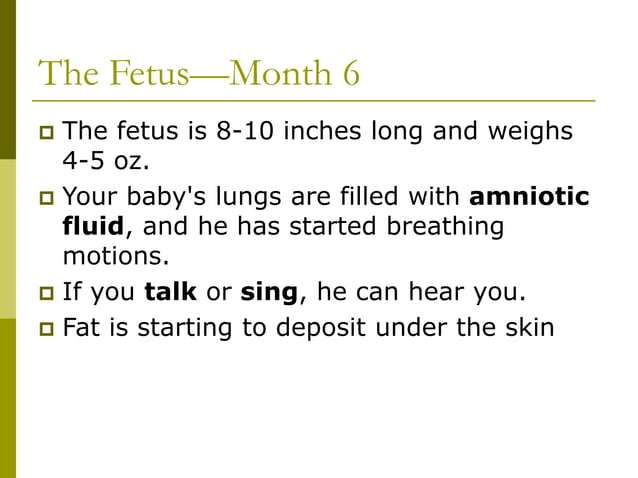 The Fetus—Month 6
The fetus is 8-10 inches long and weighs
4-5 oz.
Your baby's lungs are filled with amniotic
fluid, and he has started breathing
motions.
If you talk or sing, he can hear you.
Fat is starting to deposit under the skin